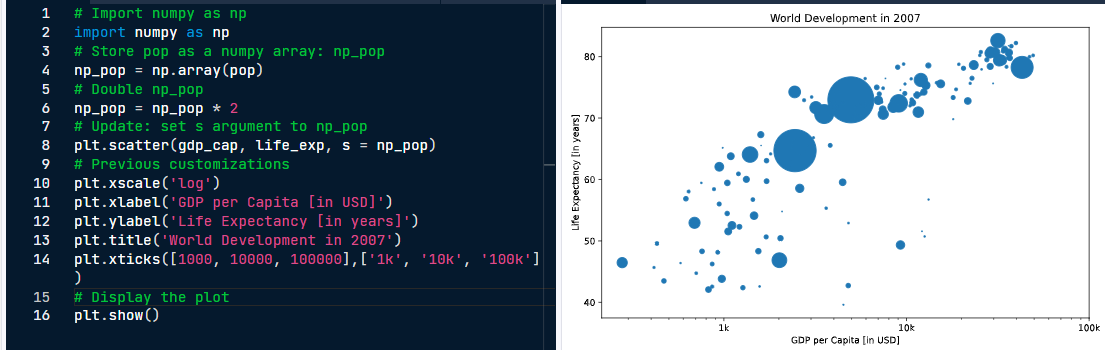 1 # Import numpy as np
2 import numpy as np
3 # Store pop as a numpy array: np_pop
4 np_pop = np.array(pop)
5 # Double np_pop
6 np_pop = np_pop * 2
7 # Update: set s argument to np_pop
8 plt.scatter(gdp_cap, life_exp, s = np_pop)
9 # Previous customizations
10 plt.xscale('log')
11 plt.xlabel('GDP per Capita [in USD]')
12 plt.ylabel('Life Expectancy [in years]')
13 plt.title('World Development in 2007')
14 plt.xticks([1000, 10000, 100000],['1k', '10k', '100k']
)
15 # Display the plot
16 plt.show()
World Development in 2007
Life Expectancy [in years]
80
70
60
50
40
1k 10k 100k
GDP per Capita [in USD]